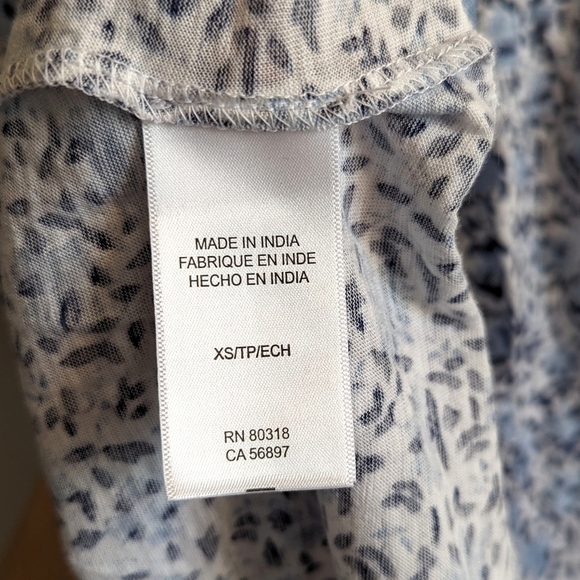 MADE IN INDIA
FABRIQUE EN INDE
HECHO EN INDIA
XS/TP/ECH
RN 80318
CA 56897